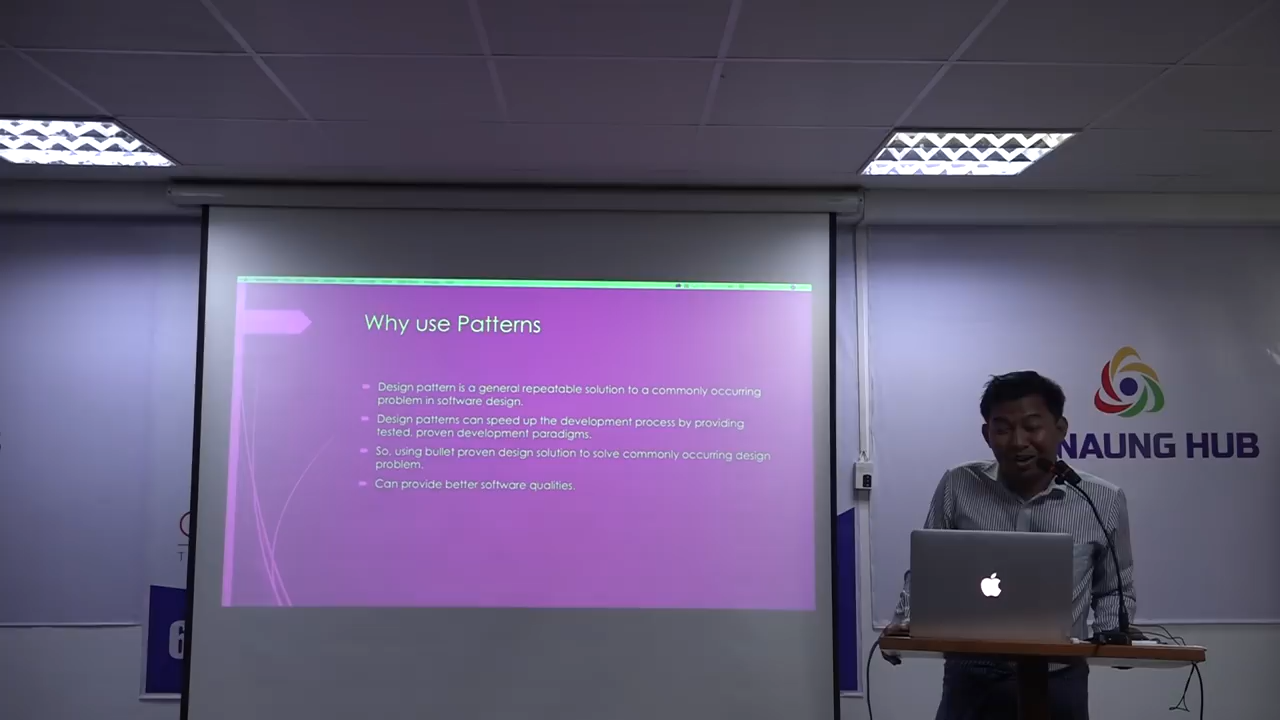 Why use Patterns
Design pattern is a general repeatable solution to a commonly occurring
problem in software design.
Design patterns can speed up the development process by providing
tested, proven development paradigms.
So, using bullet proven design solution to solve commonly occurring design
problem.
Can provide better software qualities.
NAUNG HUB
6